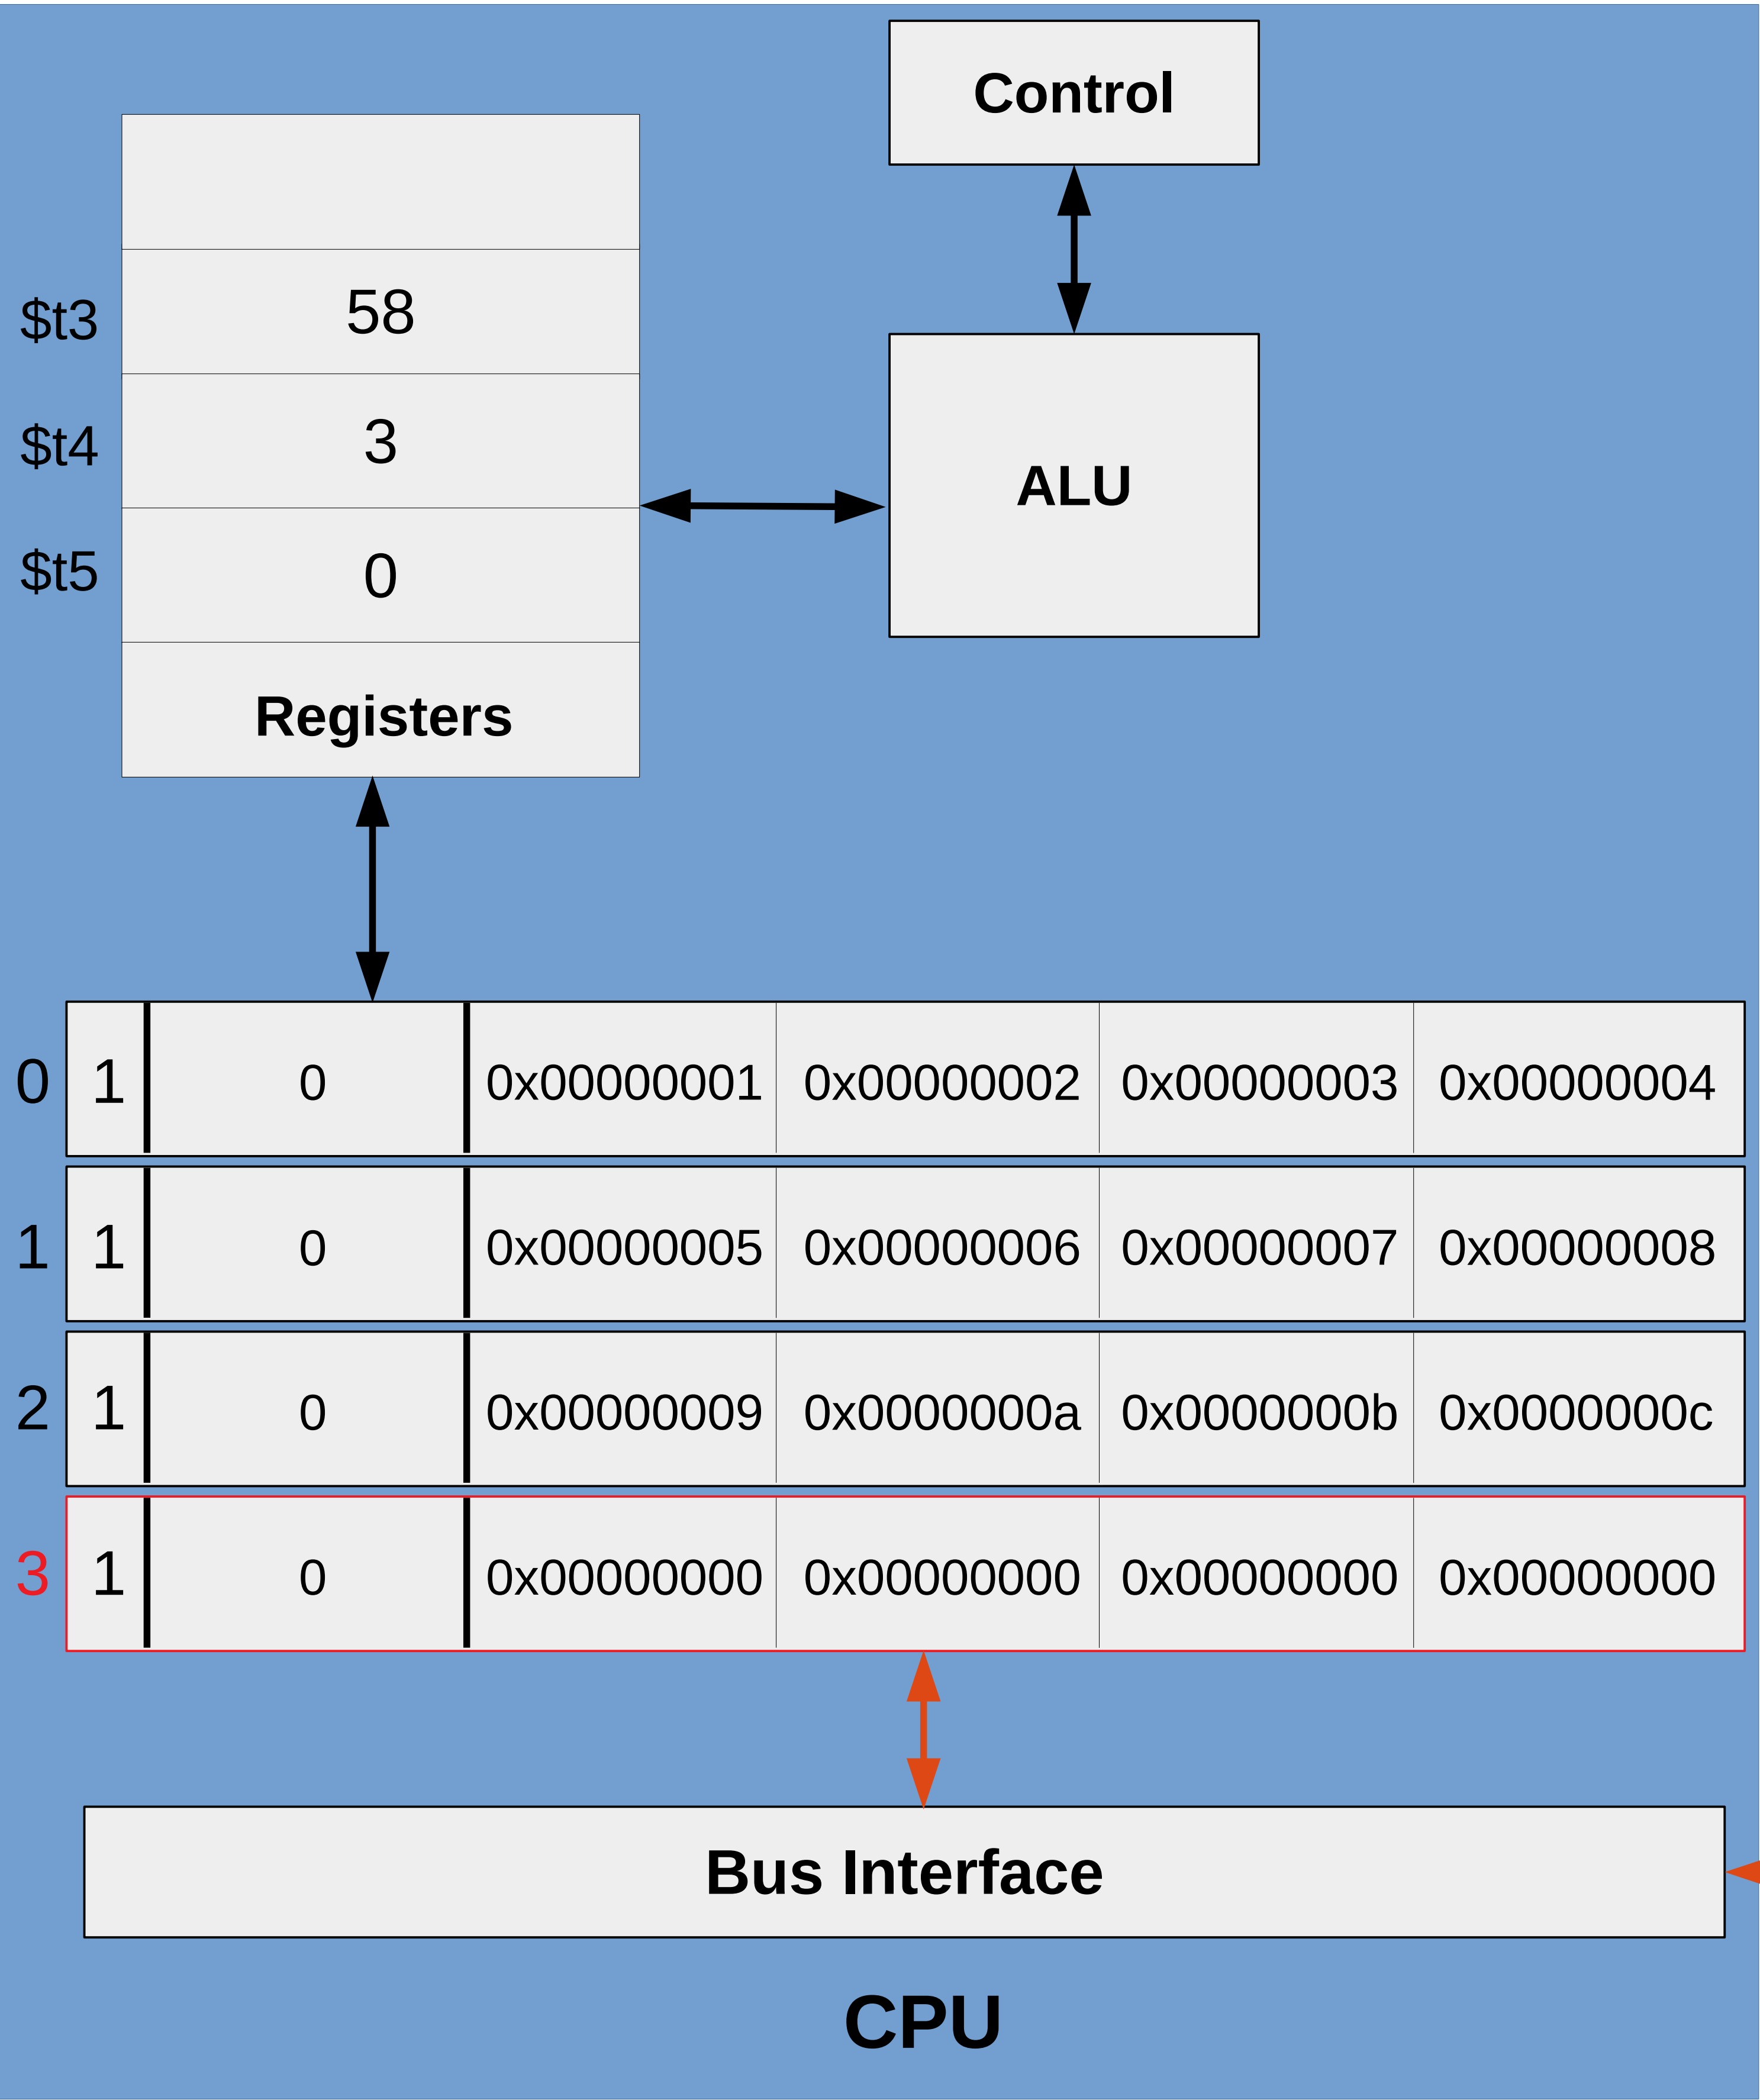 Control
$t3 58
$t4 3
ALU
$t5 0
Registers
0 1 0 0x00000001 0x00000002 0x00000003 0x00000004
1 1 0 0x00000005 0x00000006 0x00000007 0x00000008
2 1 0 0x00000009 0x0000000a 0x0000000b 0x0000000c
3 1 0 0x00000000 0x00000000 0x00000000 0x00000000
Bus Interface
CPU